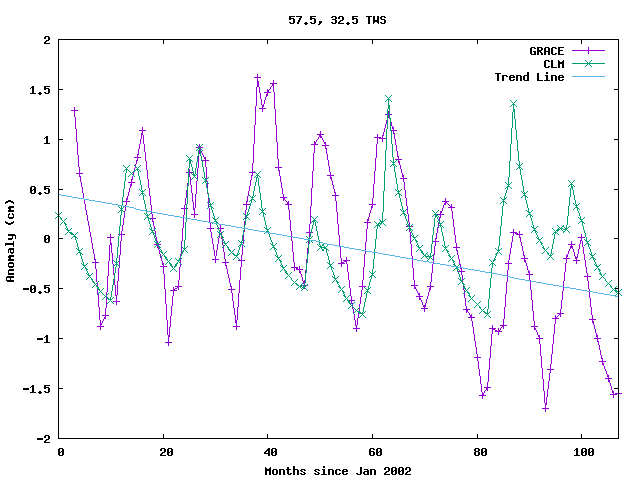 57.5, 32.5 TWS
GRACE
CLM
Trend Line
2
1.5
1
0.5
0
-0.5
-1
-1.5
-2
Anomaly (cm)
0 20 40 60 80 100
Months since Jan 2002